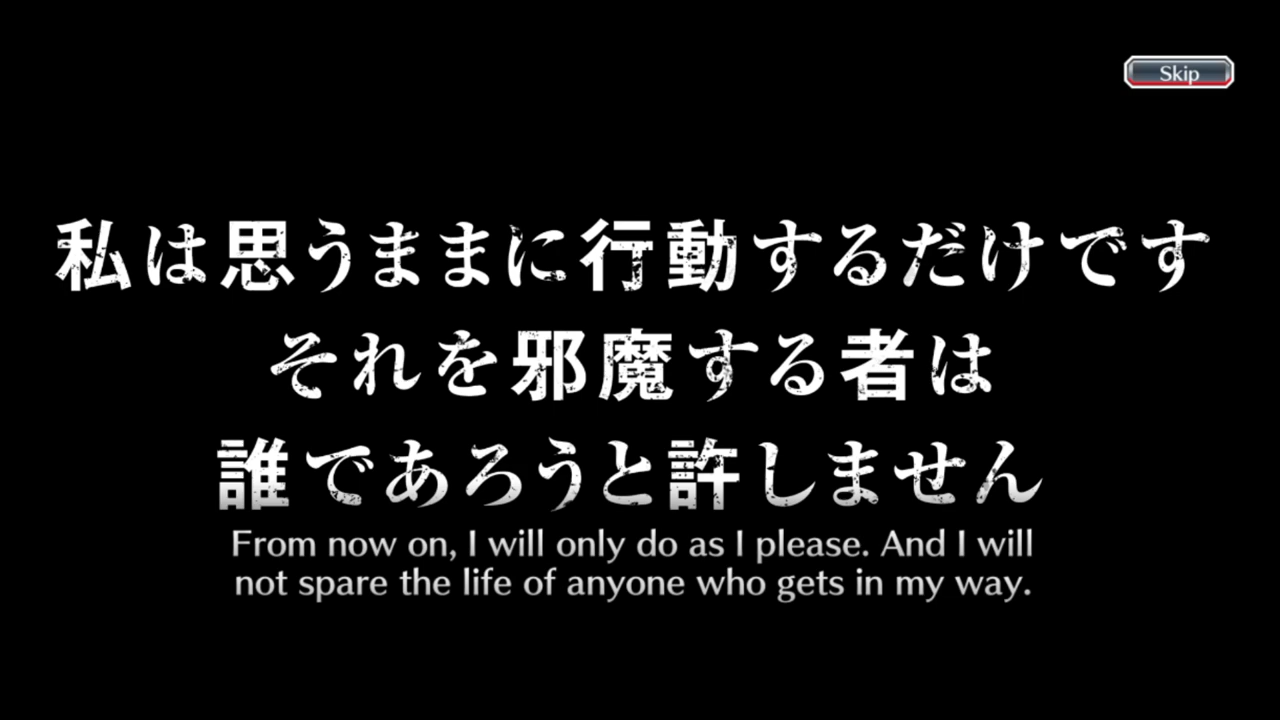 Skip
私は思うままに行動するだけです
それを邪魔する者は
誰であろうと許しません
From now on, I will only do as I please. And I will
not spare the life of anyone who gets in my way.